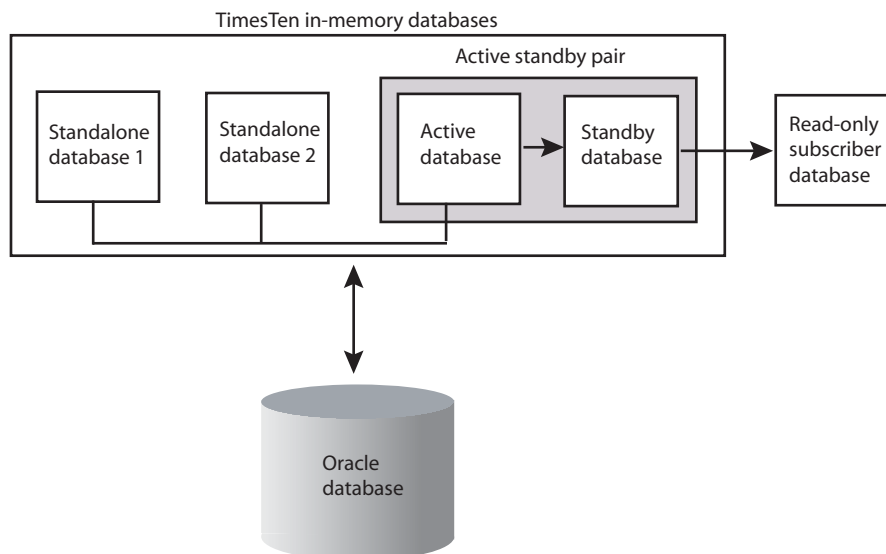 TimesTen in-memory databases
Active standby pair
Standalone
database 1
Standalone
database 2
Active
database
Standby
database
Read-only
subscriber
database
Oracle
database